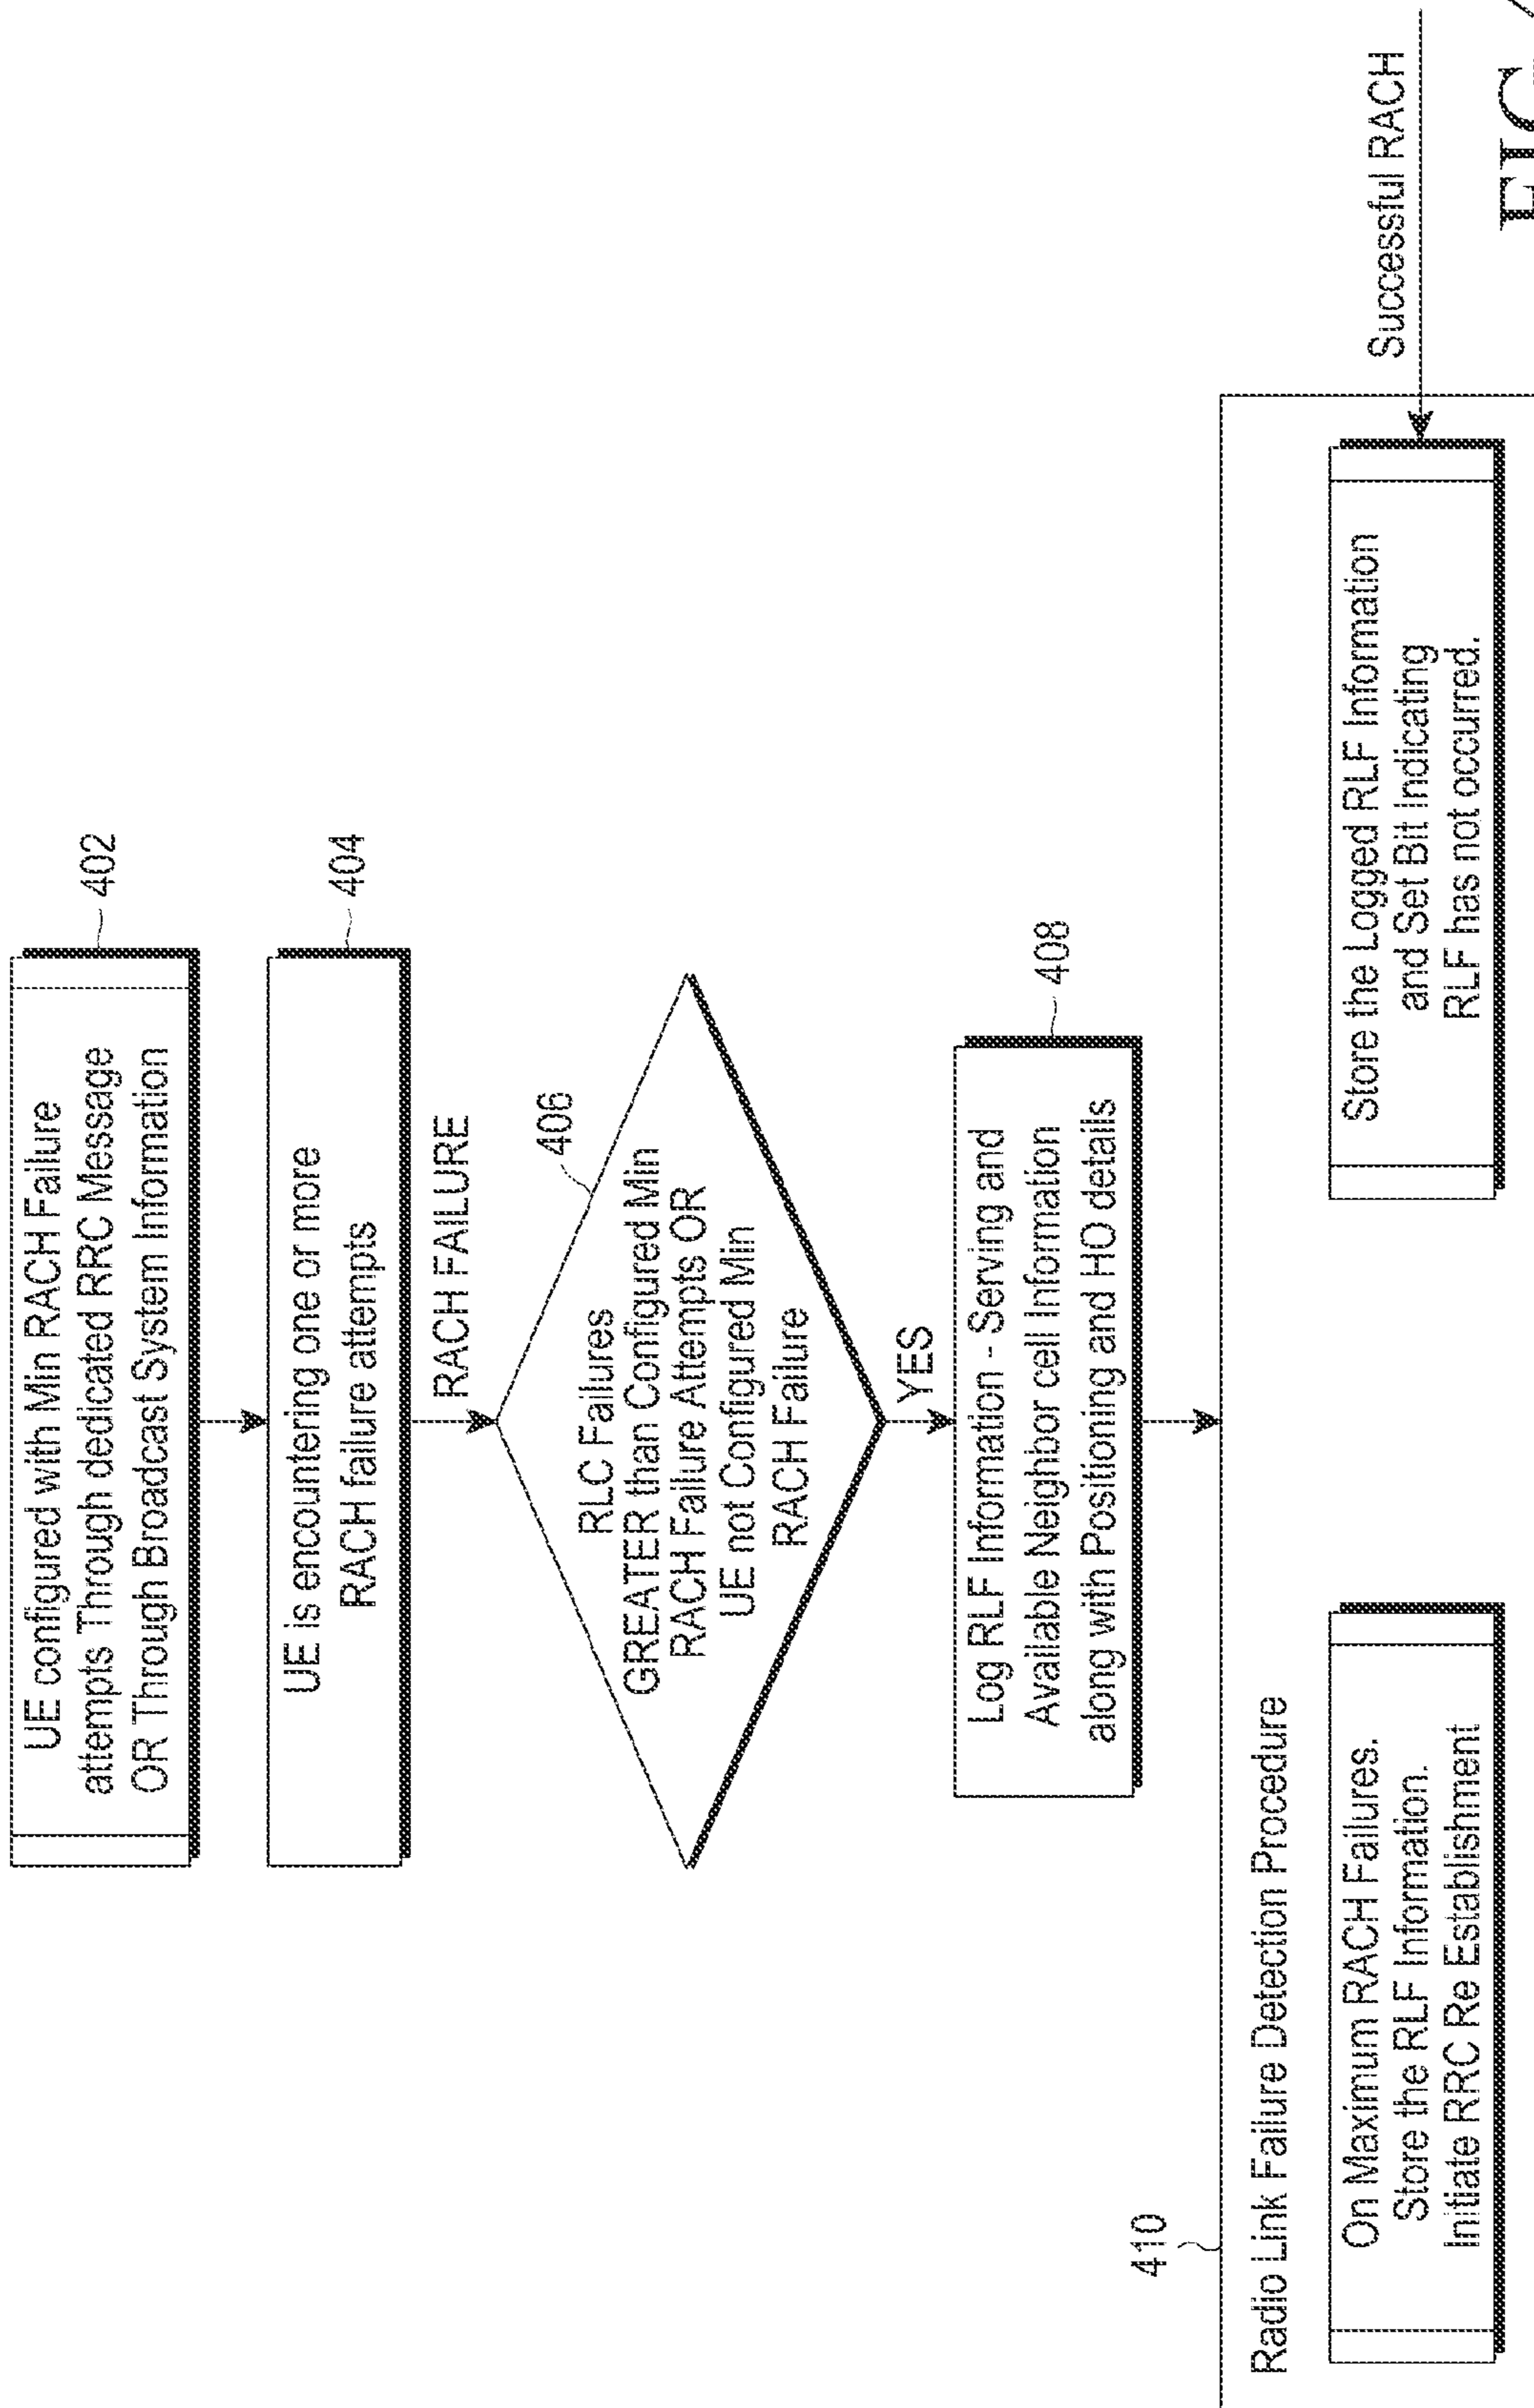 UE configured with Min RACH Failure
attempts Through dedicated RRC Message
OR Through Broadcast System Information
402
UE is encountering one or more
RACH failure attempts
404
RACH FAILURE
406
RLC Failures
GREATER than Configured Min
RACH Failure Attempts OR
UE not Configured Min
RACH Failure
YES
Log RLF Information - Serving and
Available Neighbor cell Information
along with Positioning and HO details
408
410
Radio Link Failure Detection Procedure
On Maximum RACH Failures.
Store the RLF Information.
Initiate RRC Re Establishment
Store the Logged RLF Information
and Set Bit Indicating
RLF has not occurred.
Successful RACH